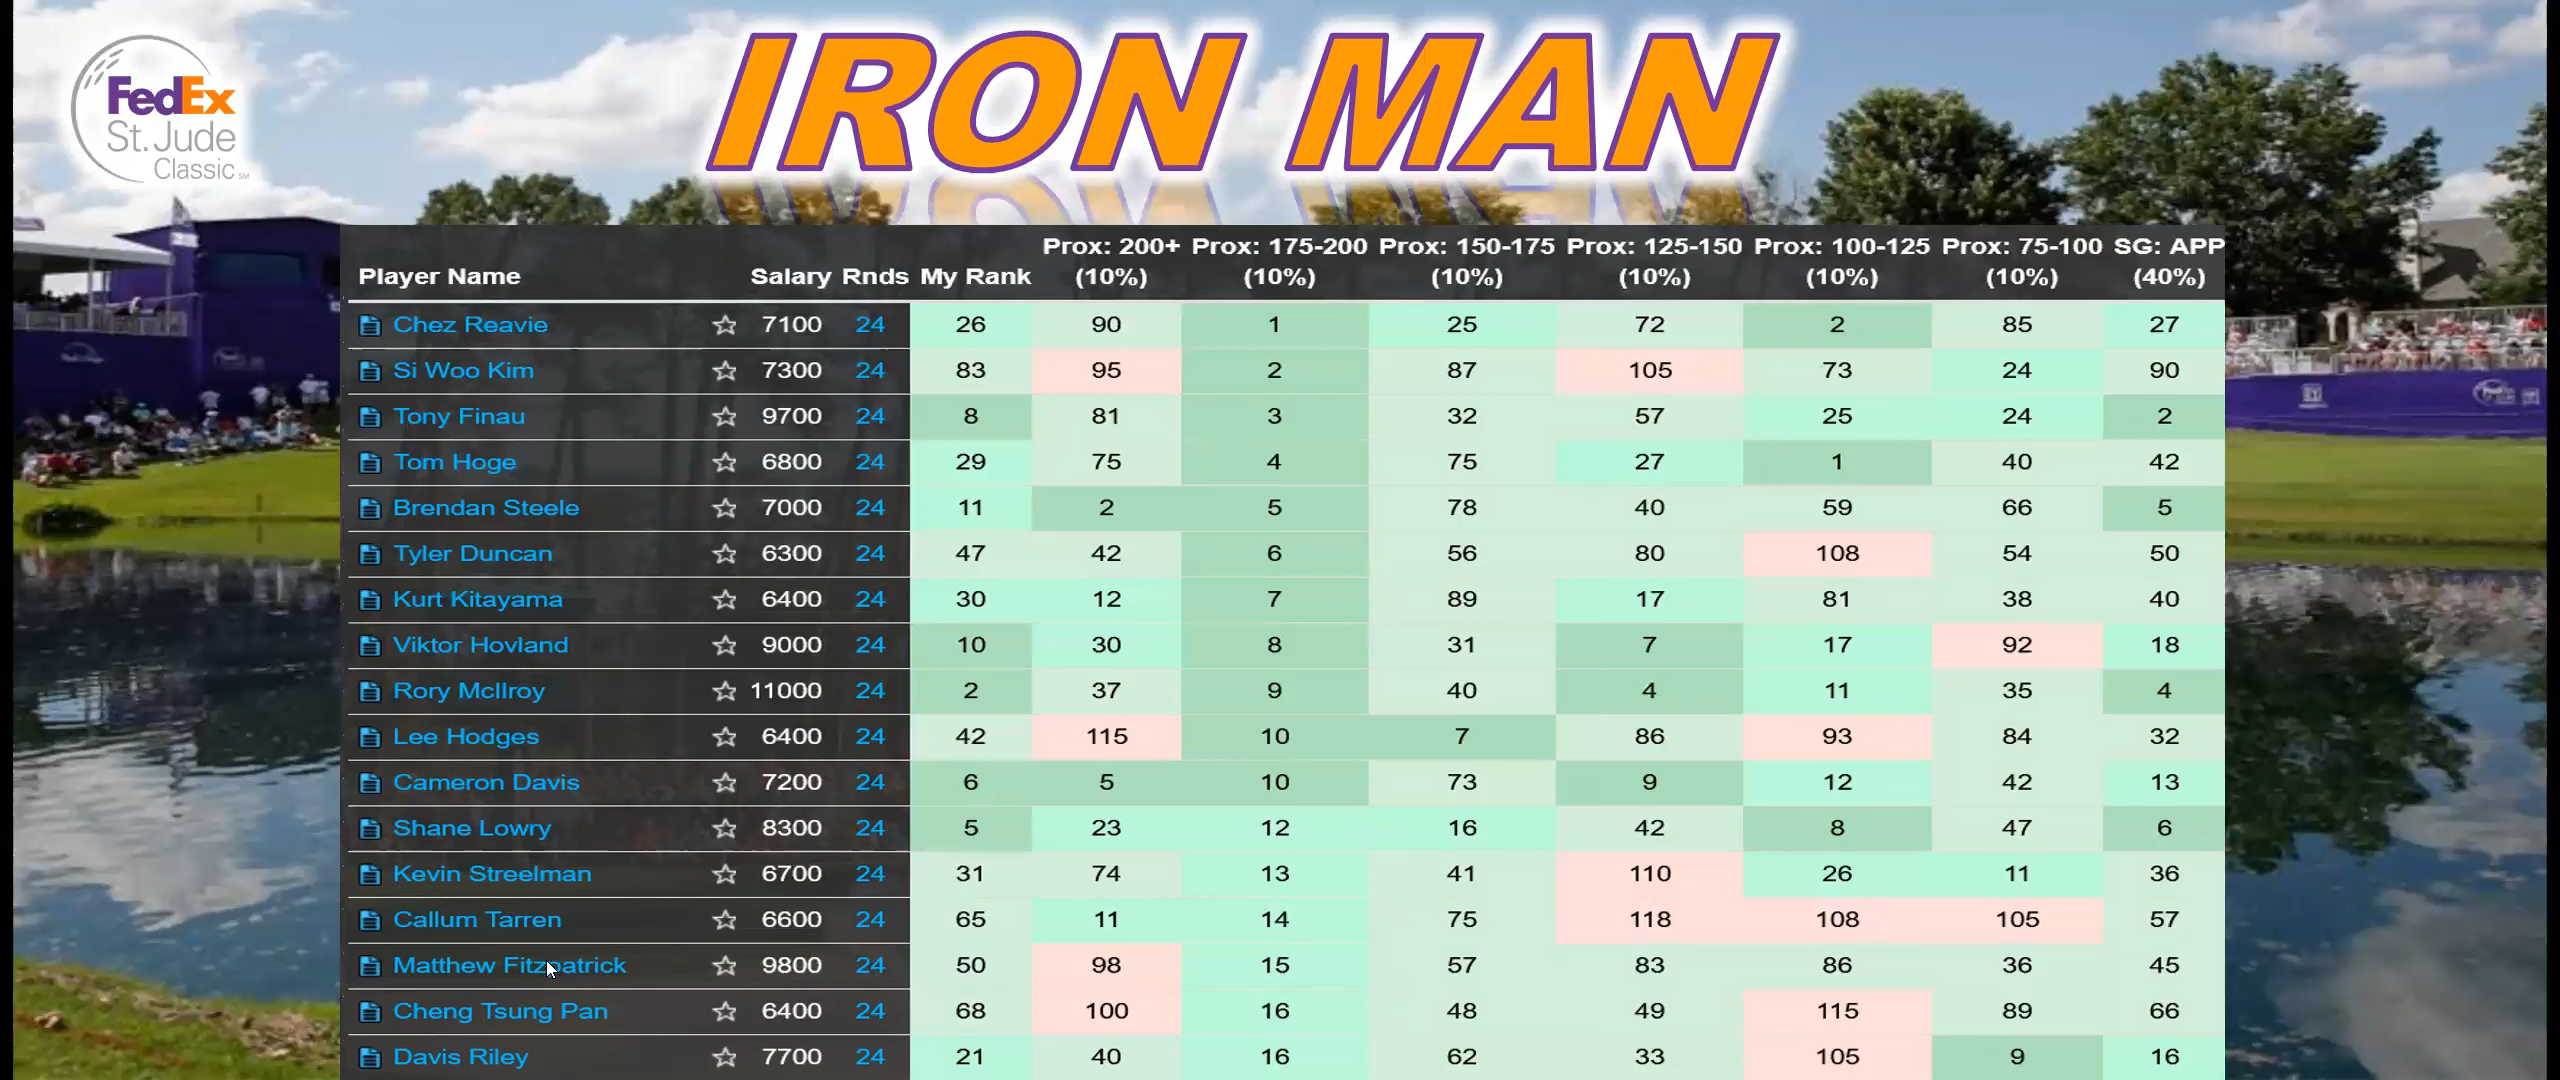 IRON MAN
FedEx
St. Jude
Classic
Prox: 200+ Prox: 175-200 Prox: 150-175 Prox: 125-150 Prox: 100-125 Prox: 75-100 SG: APP
Player Name Salary Rnds My Rank (10%) (10%) (10%) (10%) (10%) (10%) (40%)
Chez Reavie 7100 24 26 90 1 25 72 2 85 27
Si Woo Kim 7300 24 83 95 2 87 105 73 24 90
Tony Finau 9700 24 8 81 3 32 57 25 24 2
Tom Hoge 6800 24 29 75 4 75 27 1 40 42
Brendan Steele 7000 24 11 2 5 78 40 59 66 5
Tyler Duncan 6300 24 47 42 6 56 80 108 54 50
Kurt Kitayama 6400 24 30 12 7 89 17 81 38 40
Viktor Hovland 9000 24 10 30 8 31 7 17 92 18
Rory McIlroy 11000 24 2 37 9 40 4 11 35 4
Lee Hodges 6400 24 42 115 10 7 86 93 84 32
Cameron Davis 7200 24 6 5 10 73 9 12 42 13
Shane Lowry 8300 24 5 23 12 16 42 8 47 6
Kevin Streelman 6700 24 31 74 13 41 110 26 11 36
Callum Tarren 6600 24 65 11 14 75 118 108 105 57
Matthew Fitzpatrick 9800 24 50 98 15 57 83 86 36 45
Cheng Tsung Pan 6400 24 68 100 16 48 49 115 89 66
Davis Riley 7700 24 21 40 16 62 33 105 9 16